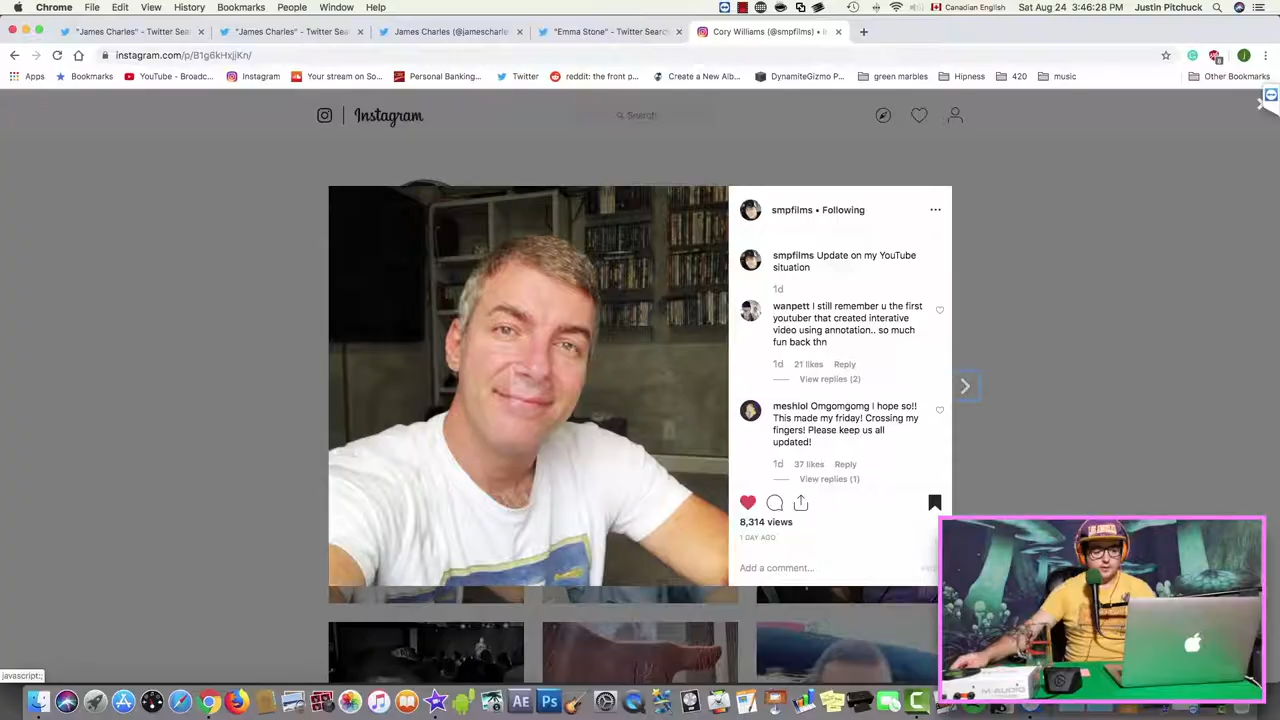 Chrome File Edit View History Bookmarks People Window Help Canadian English Sat Aug 24 3:46:28 PM Justin Pitchuck
"James Charles" - Twitter Sear "James Charles" - Twitter Sear James Charles (@jamescharle "Emma Stone" - Twitter Search Cory Williams (@smpfilms) •
instagram.com/p/B1g6kHxjjKn/
Apps Bookmarks YouTube - Broadc... Instagram Your stream on So... Personal Banking... Twitter reddit: the front p... Create a New Alb... DynamiteGizmo P... green marbles Hipness 420 music Other Bookmarks
Instagram Search
smpfilms • Following
smpfilms Update on my YouTube
situation
1d
wanpett I still remember u the first
youtuber that created interative
video using annotation.. so much
fun back thn
1d 21 likes Reply
View replies (2)
meshlol Omgomgomg I hope so!!
This made my friday! Crossing my
fingers! Please keep us all
updated!
1d 37 likes Reply
View replies (1)
8,314 views
1 DAY AGO
Add a comment...
javascript:;
Ae Ps
M-AUDIO